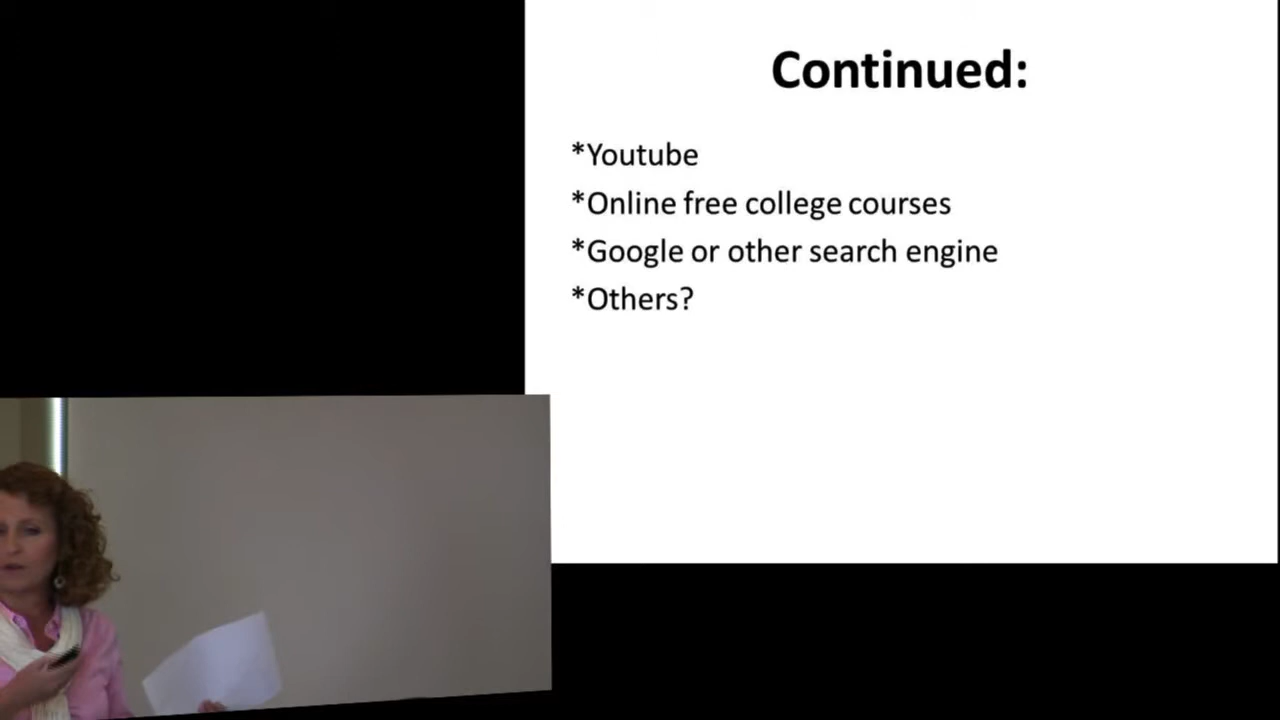 Continued:
*Youtube
*Online free college courses
*Google or other search engine
*Others?